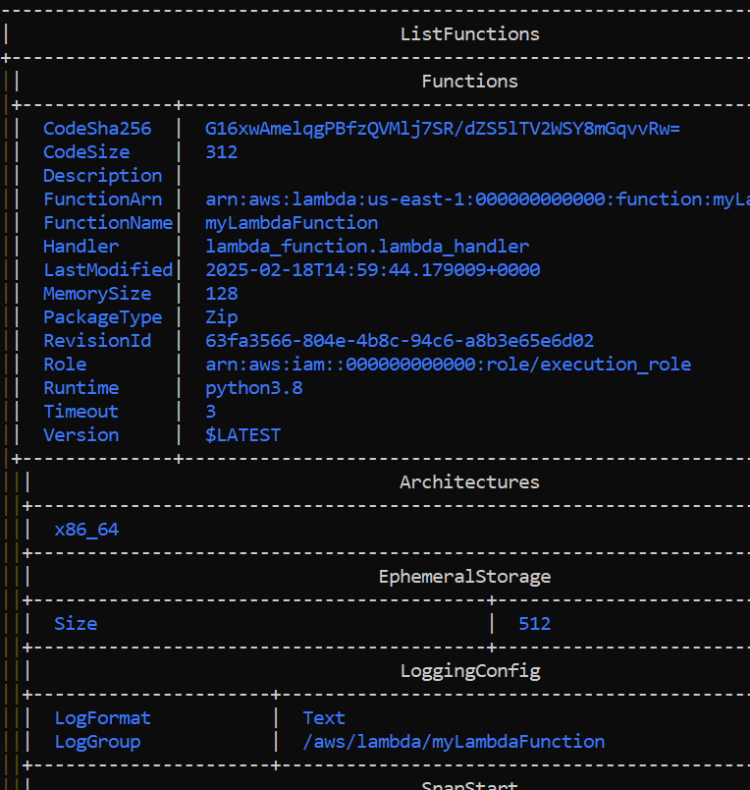 ListFunctions
Functions
CodeSha256 | G16xwAmelqgPBfzQVMlj7SR/dZS5lTV2WSY8mGqvvRw=
CodeSize | 312
Description |
FunctionArn | arn:aws:lambda:us-east-1:000000000000:function:myLa
FunctionName| myLambdaFunction
Handler | lambda_function.lambda_handler
LastModified| 2025-02-18T14:59:44.179009+0000
MemorySize | 128
PackageType | Zip
RevisionId | 63fa3566-804e-4b8c-94c6-a8b3e65e6d02
Role | arn:aws:iam::000000000000:role/execution_role
Runtime | python3.8
Timeout | 3
Version | $LATEST
Architectures
x86_64
EphemeralStorage
Size | 512
LoggingConfig
LogFormat | Text
LogGroup | /aws/lambda/myLambdaFunction
SnapStart